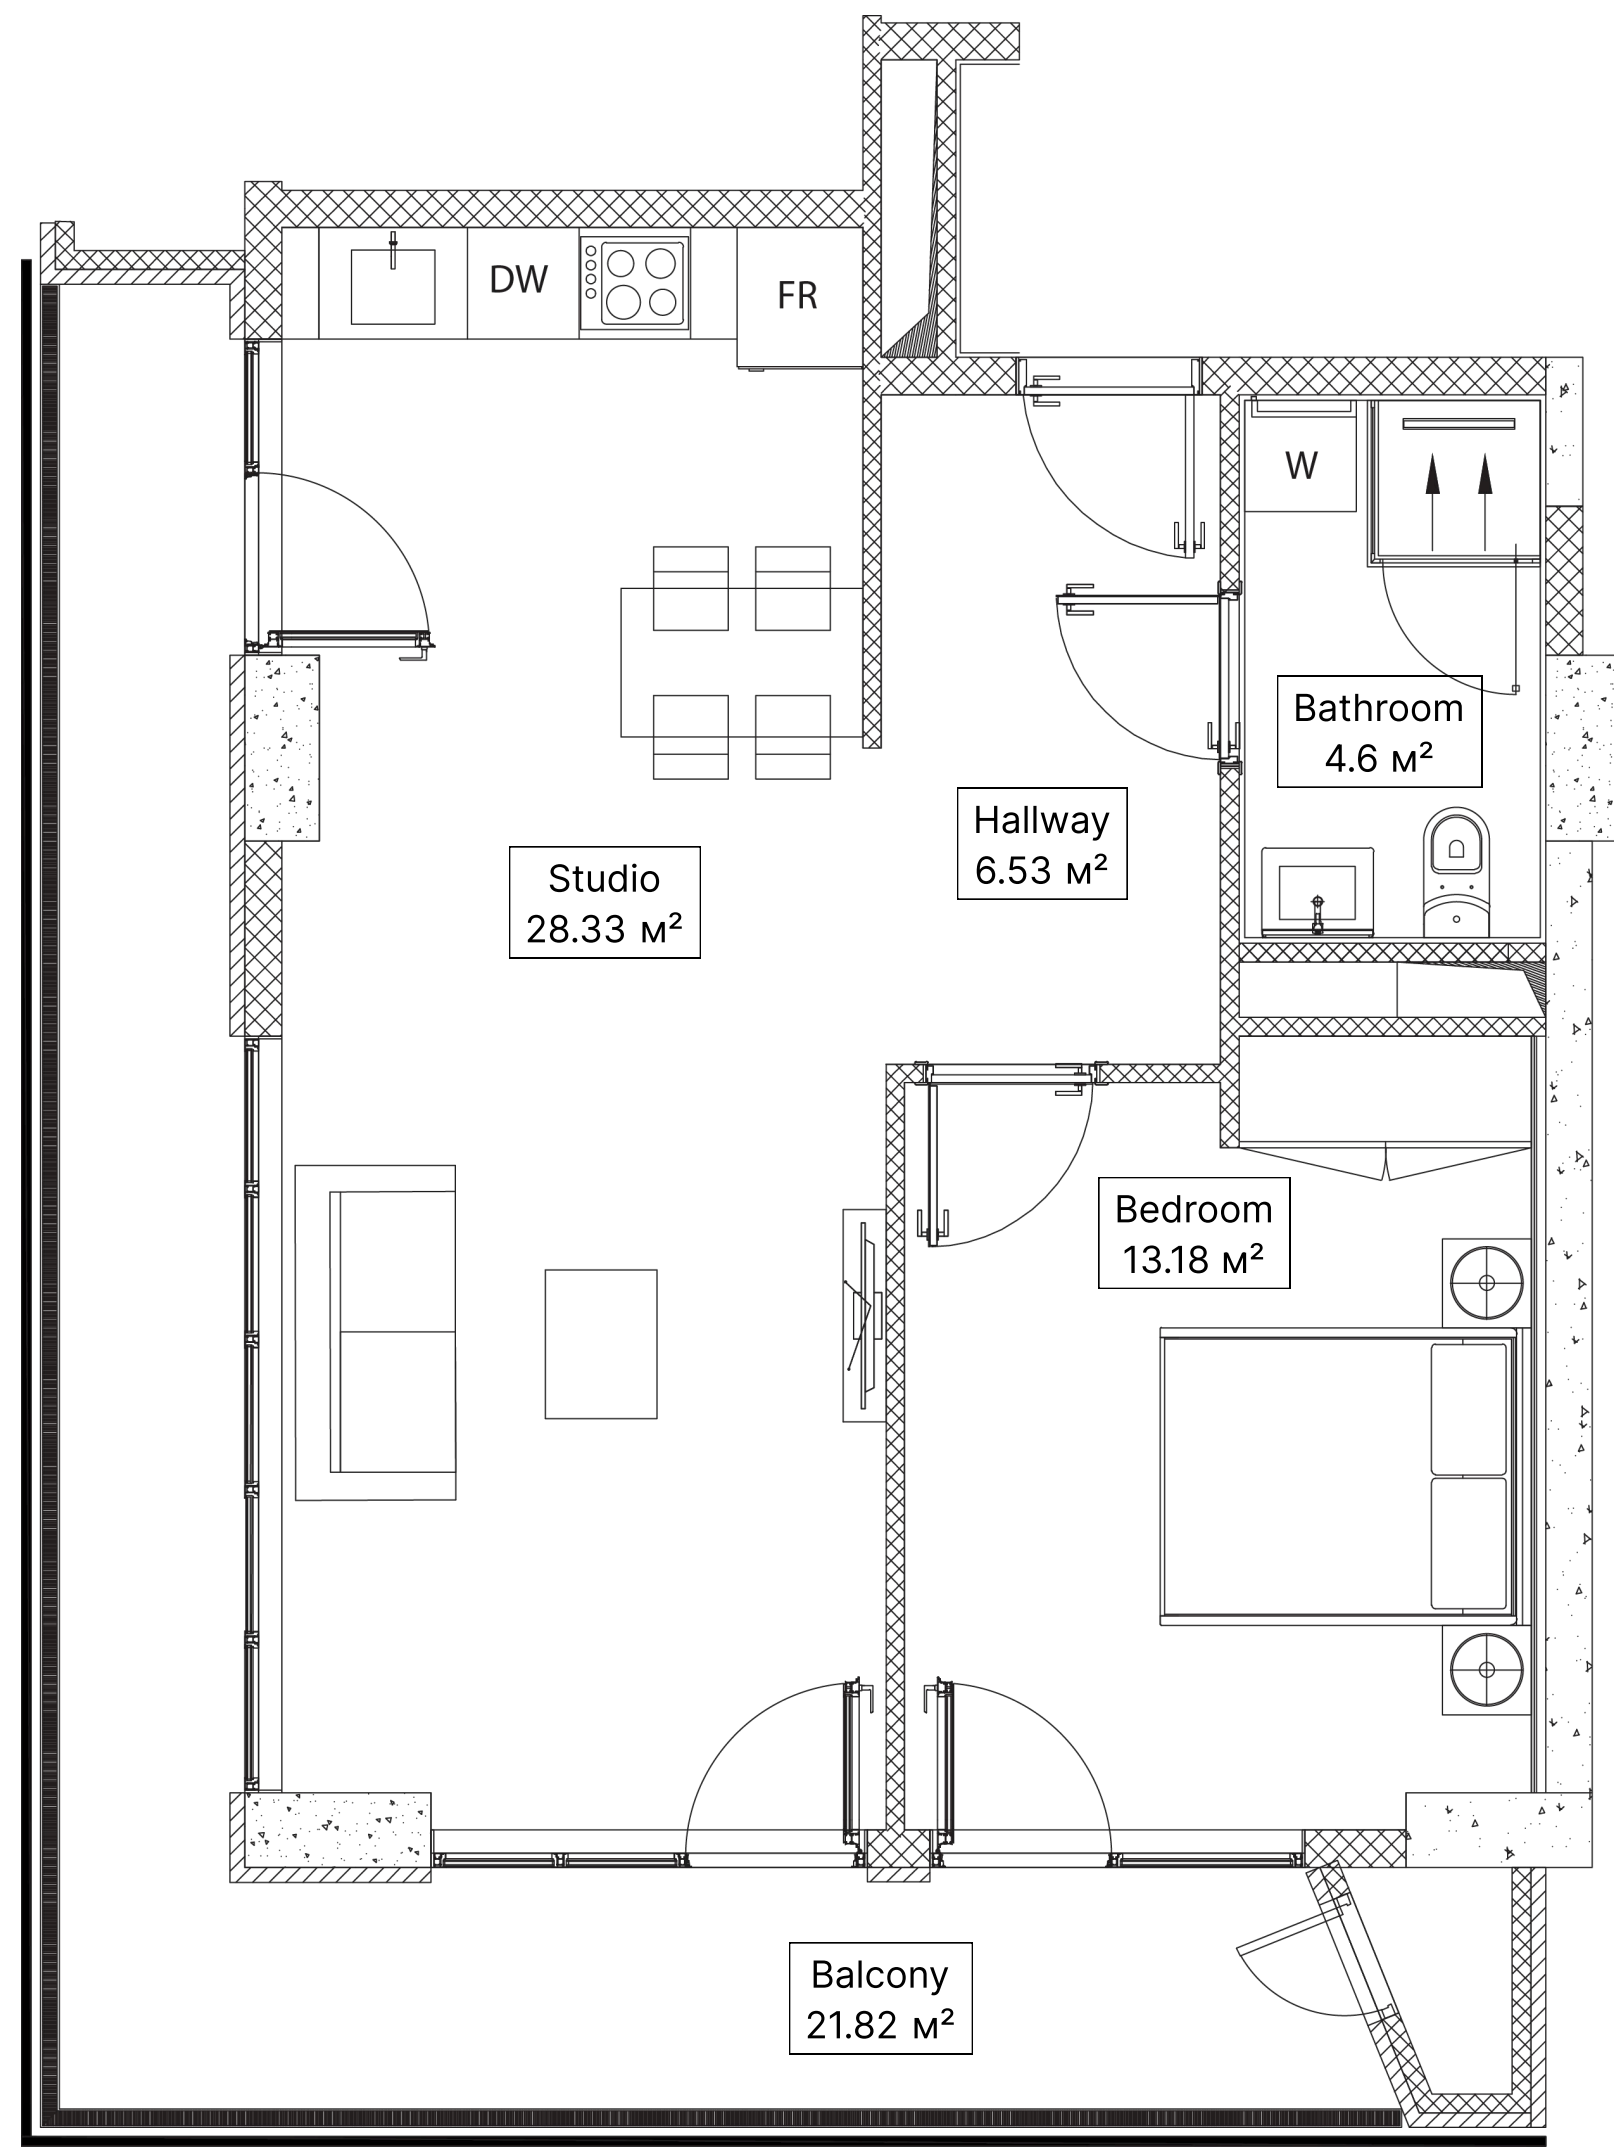 DW
FR
W
Bathroom
4.6 м²
Hallway
6.53 м²
Studio
28.33 м²
Bedroom
13.18 м²
Balcony
21.82 м²